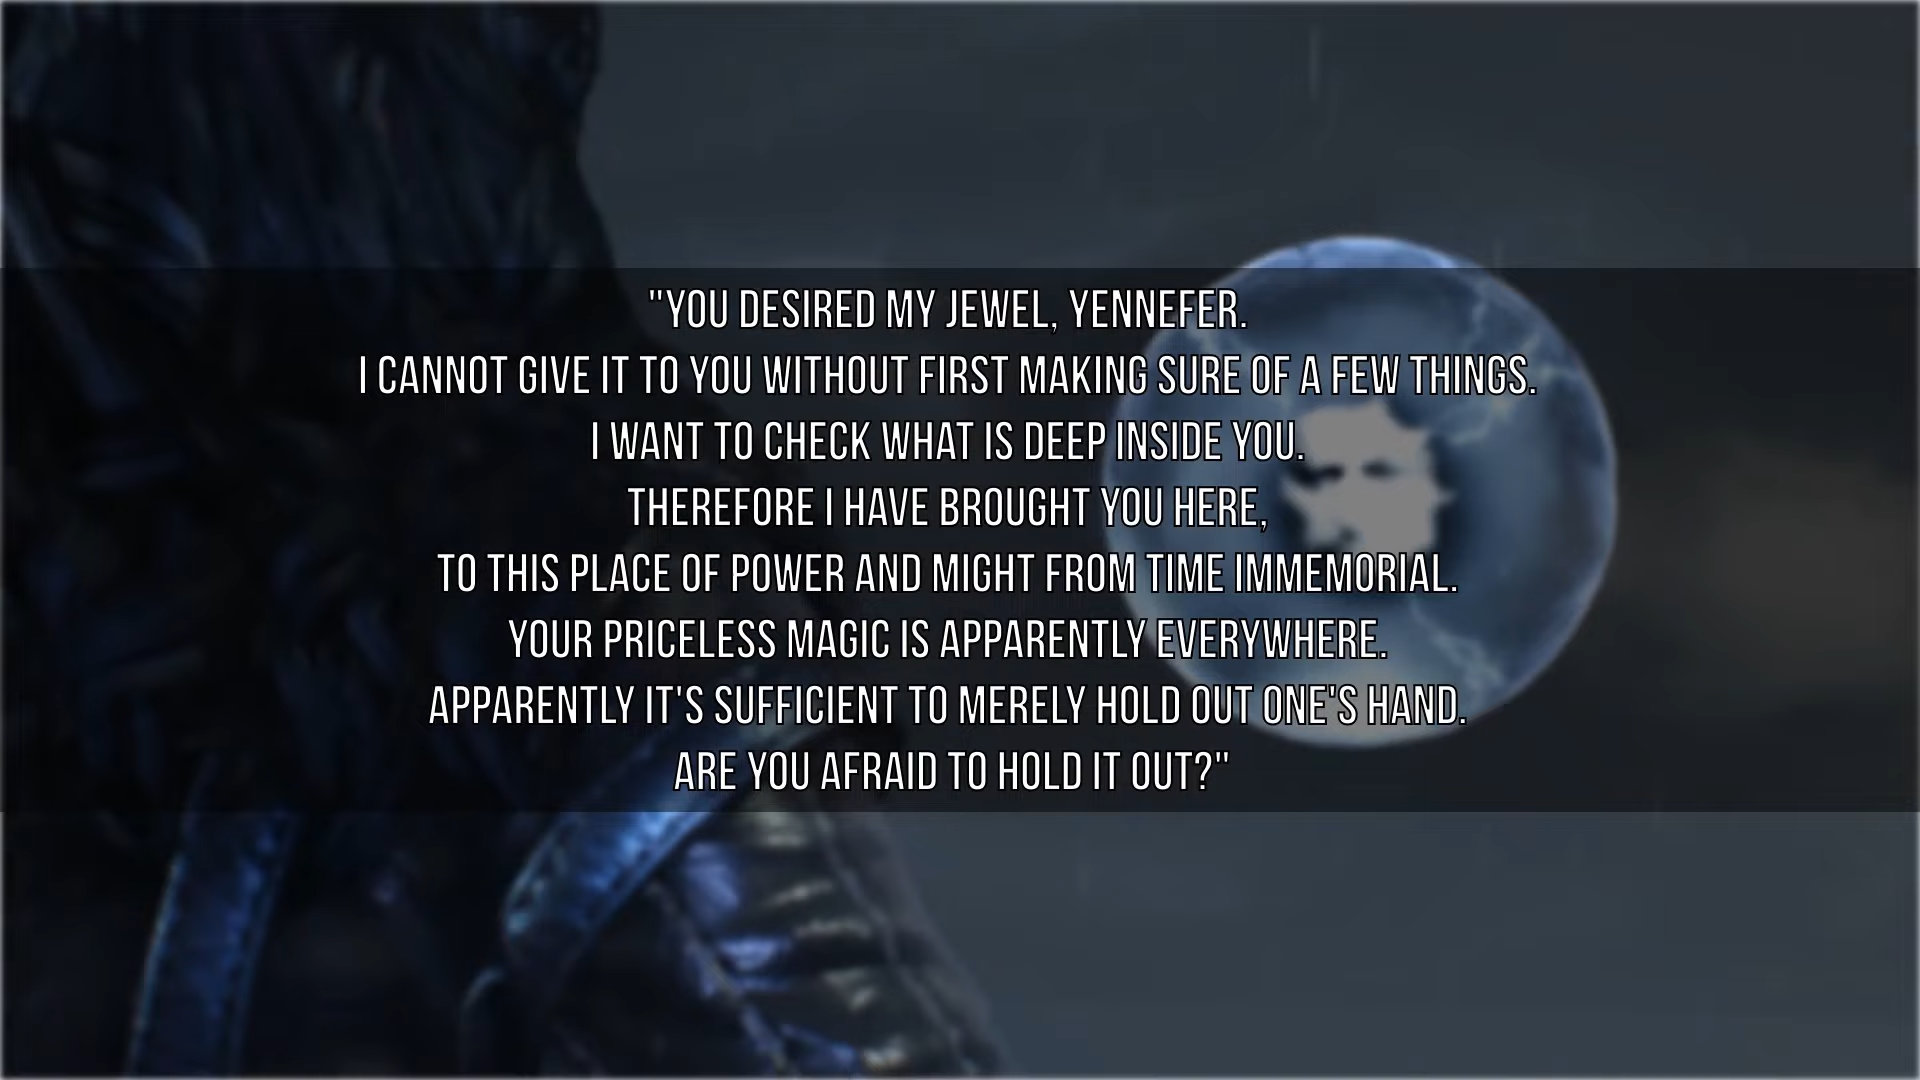 "YOU DESIRED MY JEWEL, YENNEFER.
I CANNOT GIVE IT TO YOU WITHOUT FIRST MAKING SURE OF A FEW THINGS.
I WANT TO CHECK WHAT IS DEEP INSIDE YOU.
THEREFORE I HAVE BROUGHT YOU HERE,
TO THIS PLACE OF POWER AND MIGHT FROM TIME IMMEMORIAL.
YOUR PRICELESS MAGIC IS APPARENTLY EVERYWHERE.
APPARENTLY IT'S SUFFICIENT TO MERELY HOLD OUT ONE'S HAND.
ARE YOU AFRAID TO HOLD IT OUT?"